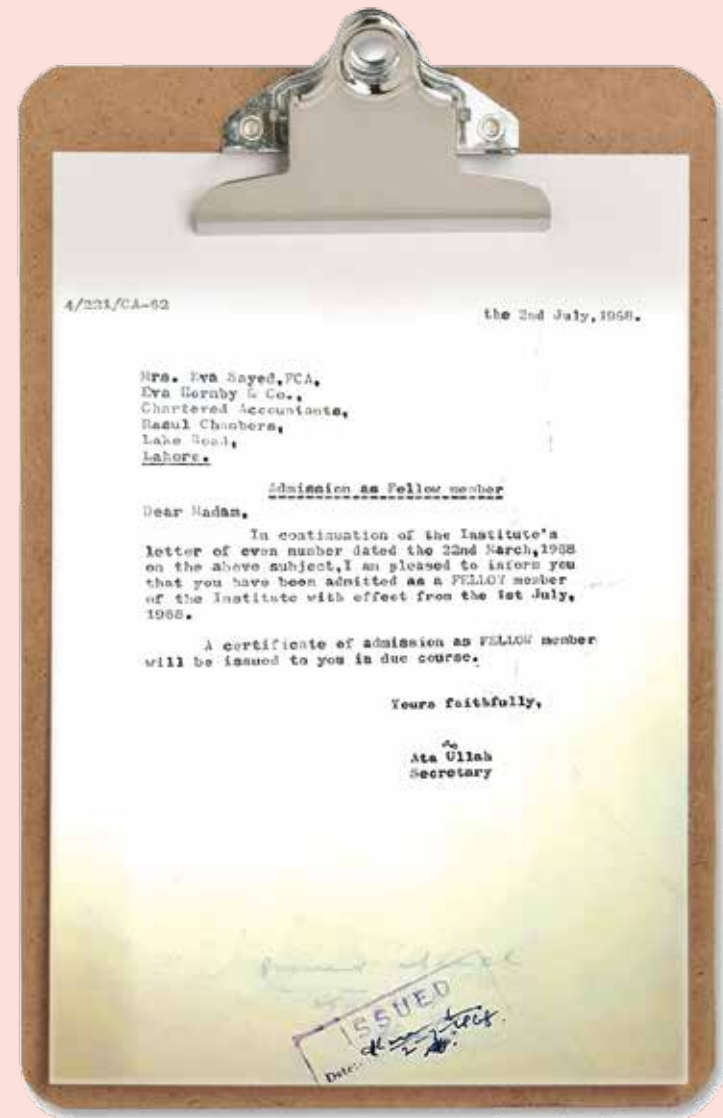 4/221/CA-62
the 2nd July, 1968.
Mrs. Eva Sayed, FCA,
Eva Hornby & Co.,
Chartered Accountants,
Rasul Chambers,
Lake Road,
Lahore.
Admission as Fellow member
Dear Madam,
In continuation of the Institute's
letter of even number dated the 22nd March, 1968
on the above subject, I am pleased to inform you
that you have been admitted as a FELLOW member
of the Institute with effect from the 1st July,
1968.
A certificate of admission as FELLOW member
will be issued to you in due course.
Yours faithfully,
Ata Ullah
Secretary
ISSUED
Date: